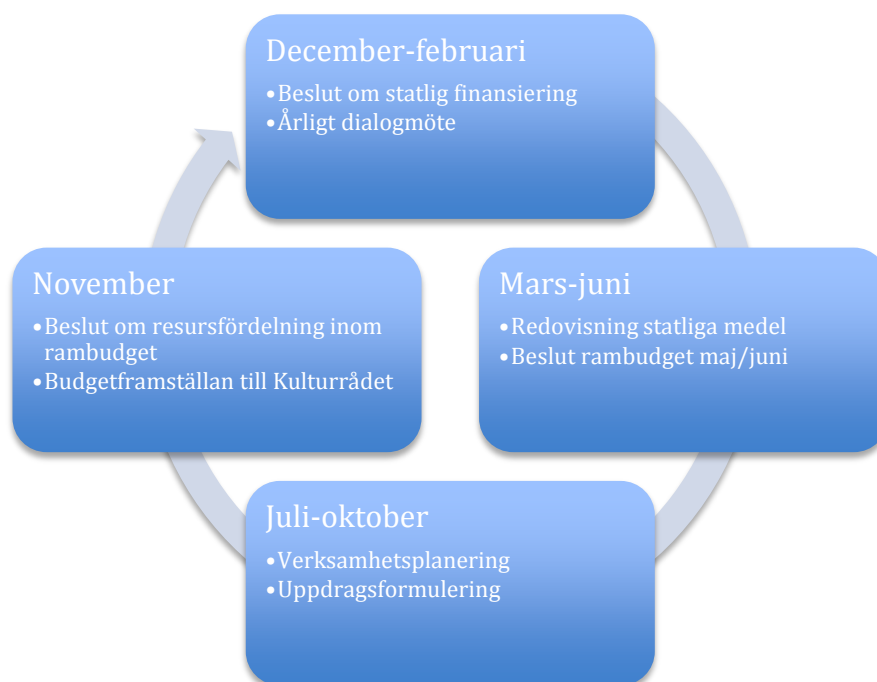 December-februari
•Beslut om statlig finansiering
•Årligt dialogmöte
Mars-juni
•Redovisning statliga medel
•Beslut rambudget maj/juni
Juli-oktober
•Verksamhetsplanering
•Uppdragsformulering
November
•Beslut om resursfördelning inom
rambudget
•Budgetframställan till Kulturrådet